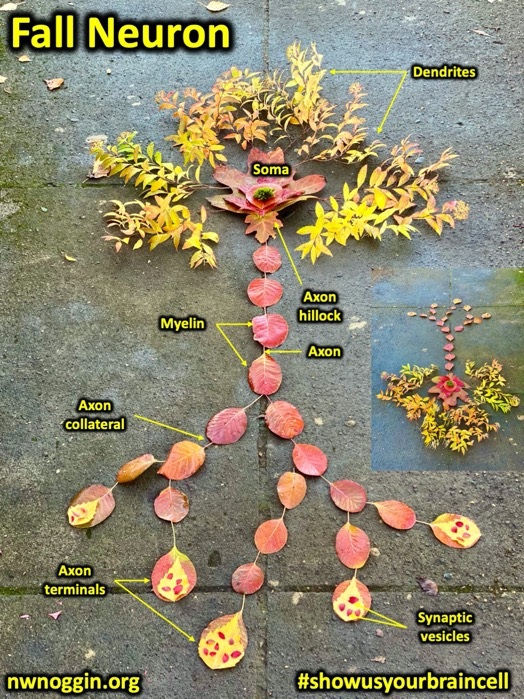 Fall Neuron
Dendrites
Soma
Axon
hillock
Myelin
Axon
Axon
collateral
Axon
terminals
Synaptic
vesicles
nwnoggin.org
#showusyourbraincell